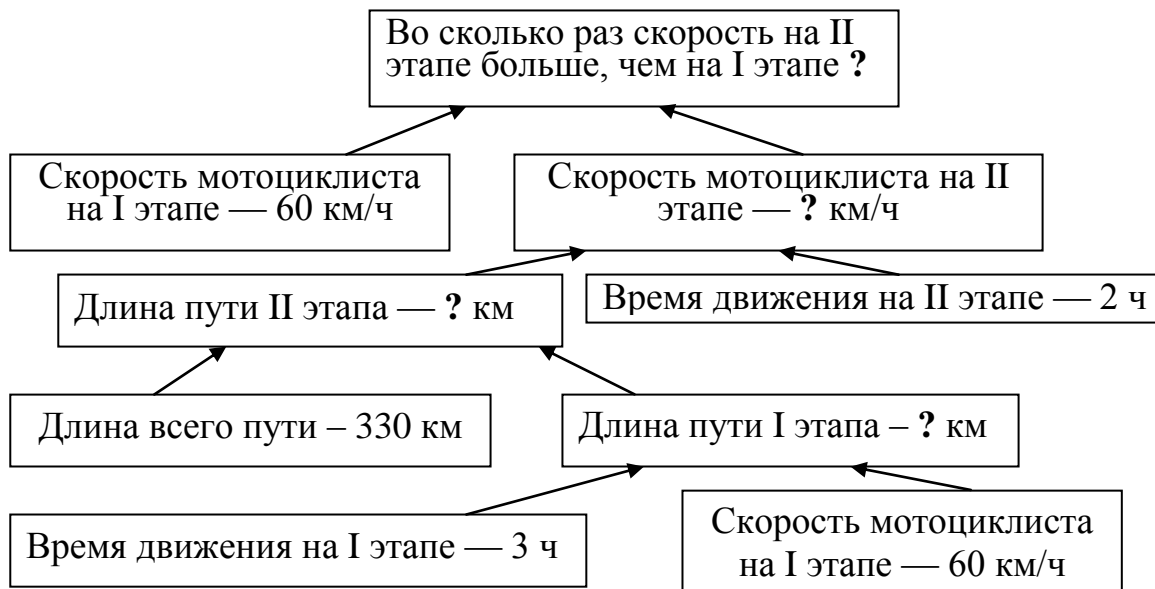 Во сколько раз скорость на II
этапе больше, чем на I этапе ?
Скорость мотоциклиста
на I этапе — 60 км/ч
Скорость мотоциклиста на II
этапе — ? км/ч
Длина пути II этапа — ? км
Время движения на II этапе — 2 ч
Длина всего пути – 330 км
Длина пути I этапа – ? км
Время движения на I этапе — 3 ч
Скорость мотоциклиста
на I этапе — 60 км/ч